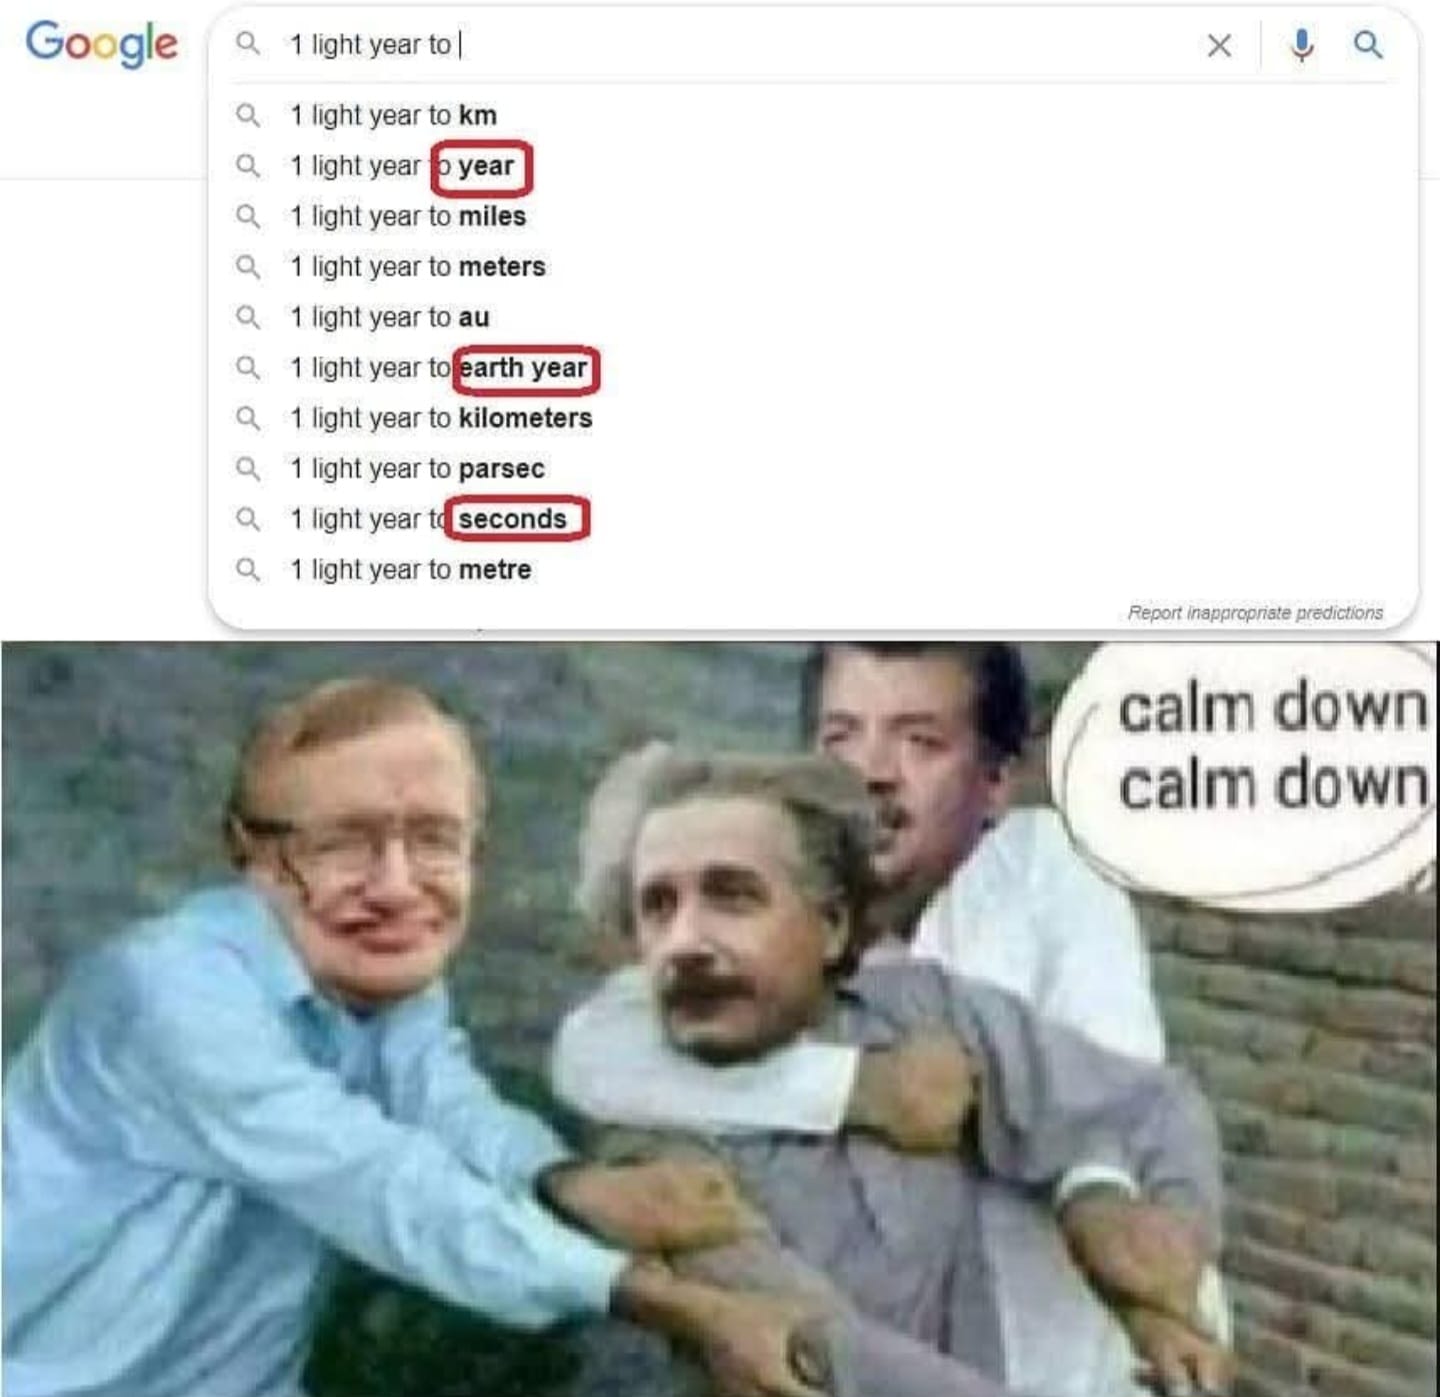 Google
1 light year to
1 light year to km
1 light year to year
1 light year to miles
1 light year to meters
1 light year to au
1 light year to earth year
1 light year to kilometers
1 light year to parsec
1 light year to seconds
1 light year to metre
Report inappropriate predictions
calm down
calm down